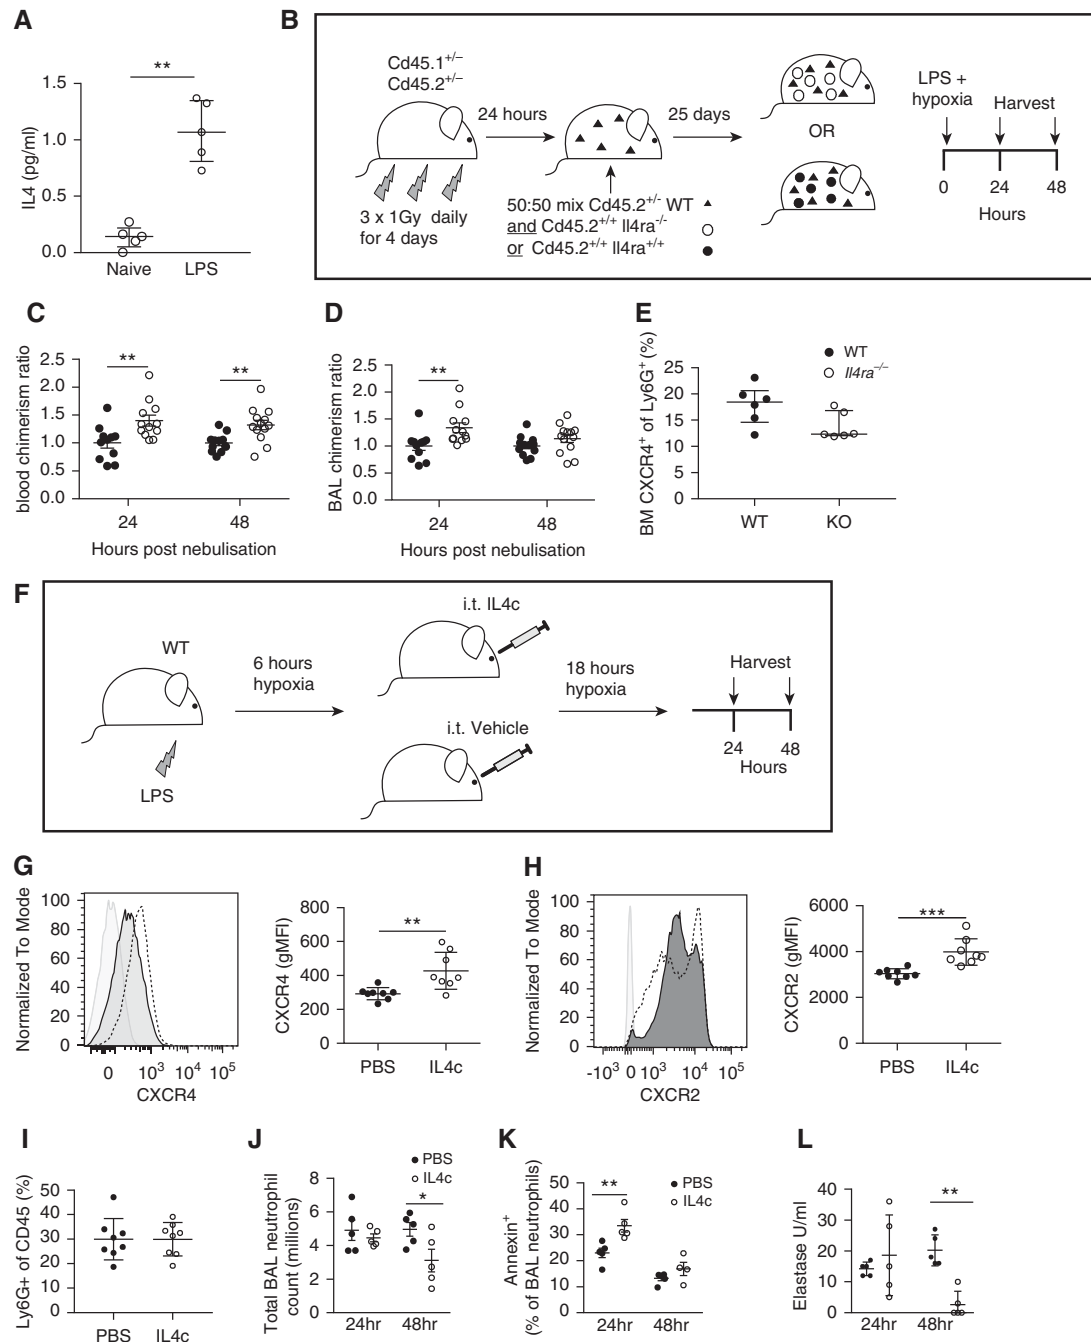 A
IL4 (pg/ml)
1.5
1.0
0.5
0.0
**
Naive
LPS
B
Cd45.1+/–
Cd45.2+/–
3 x 1Gy daily
for 4 days
24 hours
50:50 mix Cd45.2+/- WT
and Cd45.2+/+ Il4ra-/-
or Cd45.2+/+ Il4ra+/+
25 days
OR
LPS +
hypoxia
Harvest
0
24
48
Hours
C
blood chimerism ratio
2.5
2.0
1.5
1.0
0.5
0.0
**
**
24
48
Hours post nebulisation
D
BAL chimerism ratio
2.5
2.0
1.5
1.0
0.5
0.0
**
24
48
Hours post nebulisation
E
BM CXCR4+ of Ly6G+ (%)
25
20
15
10
5
0
WT
Il4ra–/–
WT
KO
F
WT
LPS
6 hours
hypoxia
i.t. IL4c
i.t. Vehicle
18 hours
hypoxia
Harvest
24
48
Hours
G
Normalized To Mode
100
80
60
40
20
0
0
10³
10⁴
10⁵
CXCR4
CXCR4 (gMFI)
800
600
400
200
0
**
PBS
IL4c
H
Normalized To Mode
100
80
60
40
20
0
-10³
0
10³
10⁴
10⁵
CXCR2
CXCR2 (gMFI)
6000
4000
2000
0
***
PBS
IL4c
I
Ly6G+ of CD45 (%)
50
40
30
20
10
0
PBS
IL4c
J
Total BAL neutrophil
count (millions)
8
6
4
2
0
PBS
IL4c
*
24hr
48hr
K
Annexin+
(% of BAL neutrophils)
50
40
30
20
10
0
**
PBS
IL4c
24hr
48hr
L
Elastase U/ml
40
30
20
10
0
**
24hr
48hr